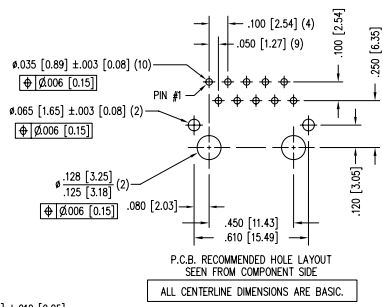 .100 [2.54] (4)
.050 [1.27] (9)
.100 [2.54]
.250 [6.35]
ø.035 [0.89] ±.003 [0.08] (10)
⌖ Ø.006 [0.15]
PIN #1
ø.065 [1.65] ±.003 [0.08] (2)
⌖ Ø.006 [0.15]
ø .128 [3.25] (2)
.125 [3.18]
⌖ Ø.006 [0.15]
.080 [2.03]
.120 [3.05]
.450 [11.43]
.610 [15.49]
P.C.B. RECOMMENDED HOLE LAYOUT
SEEN FROM COMPONENT SIDE
ALL CENTERLINE DIMENSIONS ARE BASIC.